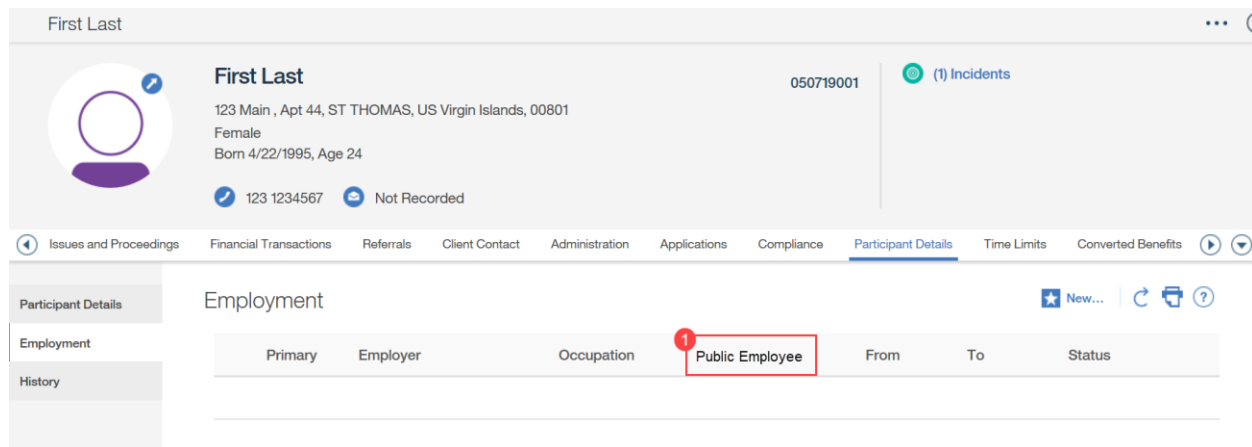 First Last
First Last
050719001
(1) Incidents
123 Main , Apt 44, ST THOMAS, US Virgin Islands, 00801
Female
Born 4/22/1995, Age 24
123 1234567 Not Recorded
Issues and Proceedings Financial Transactions Referrals Client Contact Administration Applications Compliance Participant Details Time Limits Converted Benefits
Participant Details
Employment
History
Employment
New...
?
1
Primary Employer Occupation Public Employee From To Status